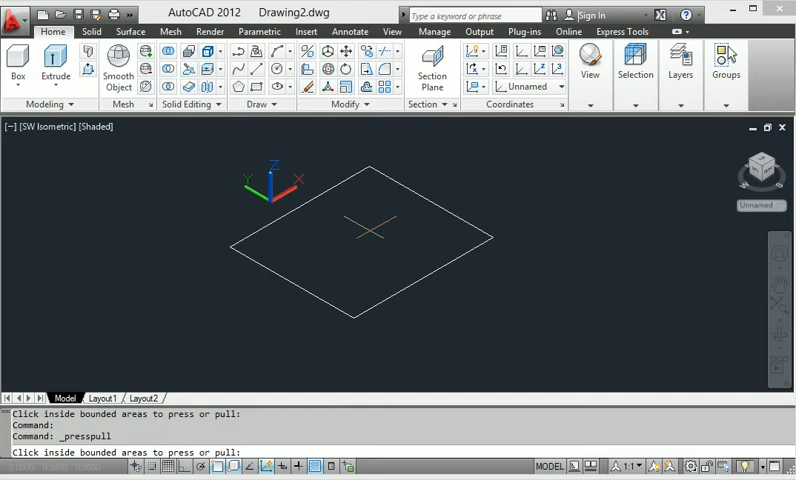 AutoCAD 2012 Drawing2.dwg Type a keyword or phrase Sign In
Home Solid Surface Mesh Render Parametric Insert Annotate View Manage Output Plug-ins Online Express Tools
Box Extrude Smooth Object Section Plane Unnamed View Selection Layers Groups
Modeling Mesh Solid Editing Draw Modify Section Coordinates
[−] [SW Isometric] [Shaded]
Z
Y X
W S
Unnamed
Model Layout1 Layout2
Click inside bounded areas to press or pull:
Command:
Command: _presspull
Click inside bounded areas to press or pull:
MODEL 1:1